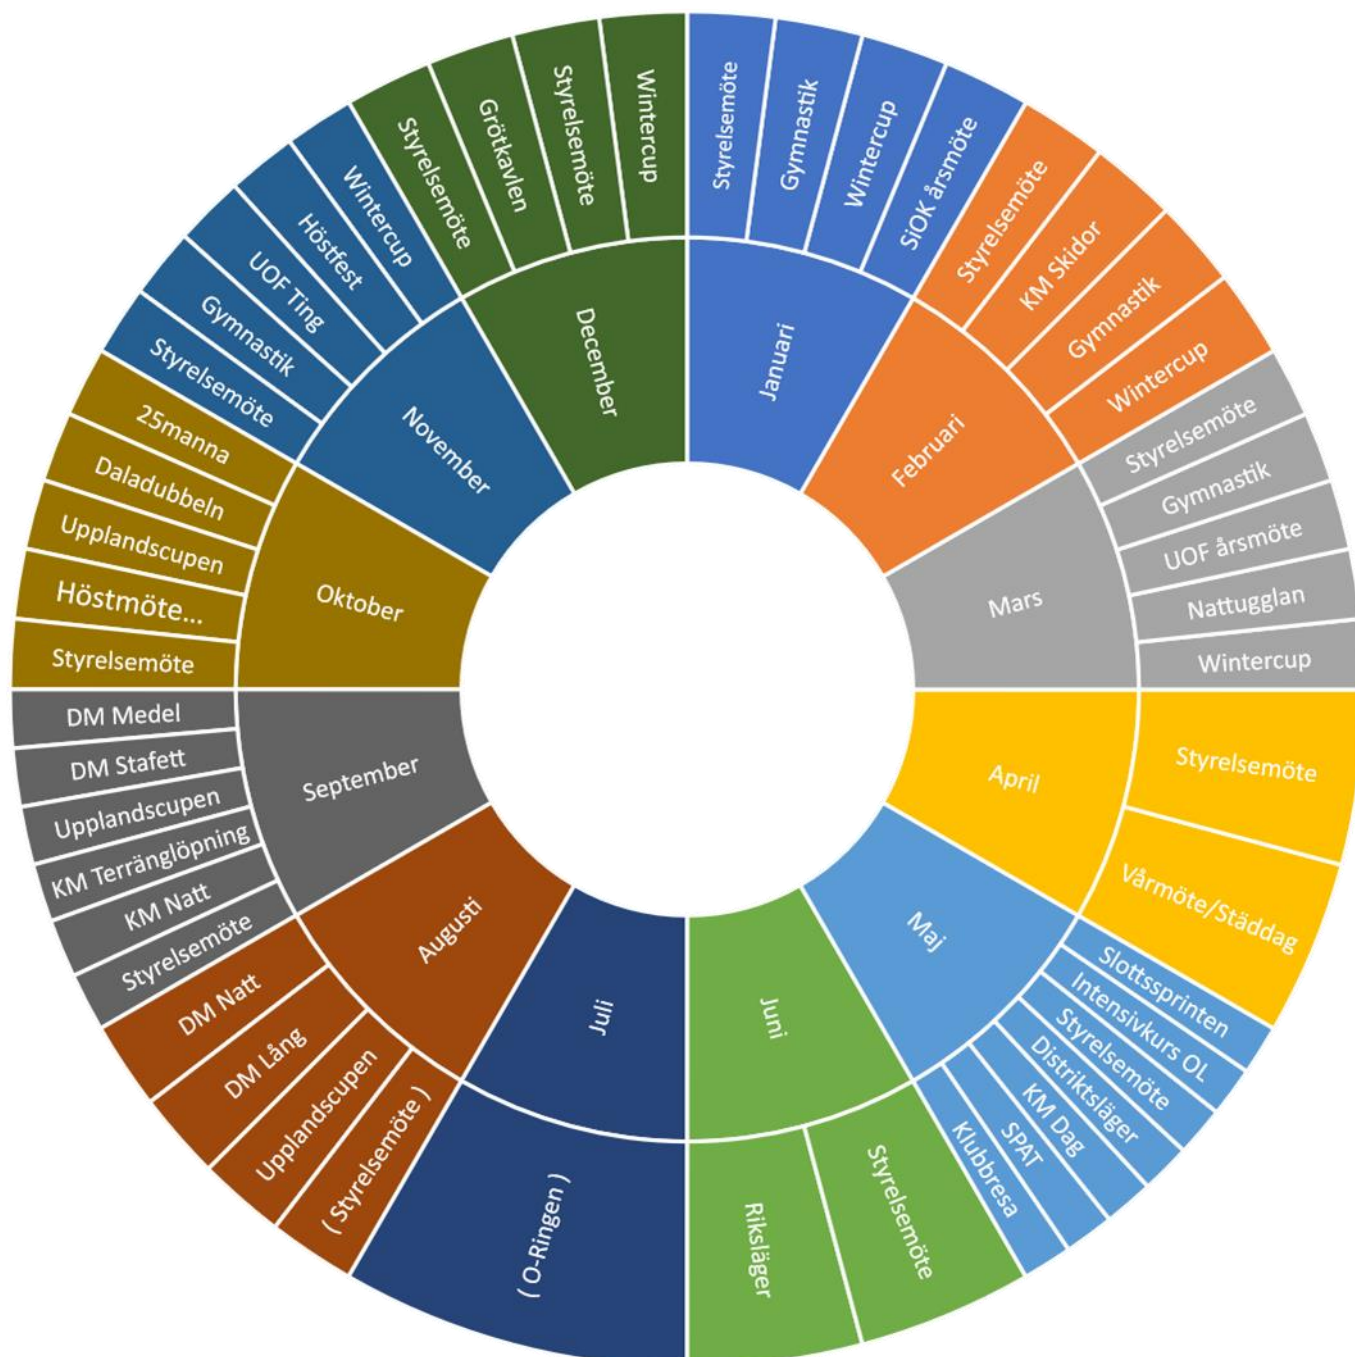 Januari
Styrelsemöte
Gymnastik
Wintercup
SiOK årsmöte
Februari
Styrelsemöte
KM Skidor
Gymnastik
Wintercup
Mars
Styrelsemöte
Gymnastik
UOF årsmöte
Nattugglan
Wintercup
April
Styrelsemöte
Vårmöte/Städdag
Maj
Slottssprinten
Intensivkurs OL
Styrelsemöte
Distriktsläger
KM Dag
SPAT
Klubbresa
Juni
Styrelsemöte
Riksläger
Juli
( O-Ringen )
Augusti
( Styrelsemöte )
Upplandscupen
DM Lång
DM Natt
September
Styrelsemöte
KM Natt
KM Terränglöpning
Upplandscupen
DM Stafett
DM Medel
Oktober
Styrelsemöte
Höstmöte...
Upplandscupen
Daladubbeln
25manna
November
Styrelsemöte
Gymnastik
UOF Ting
Höstfest
Wintercup
December
Styrelsemöte
Grötkavlen
Styrelsemöte
Wintercup